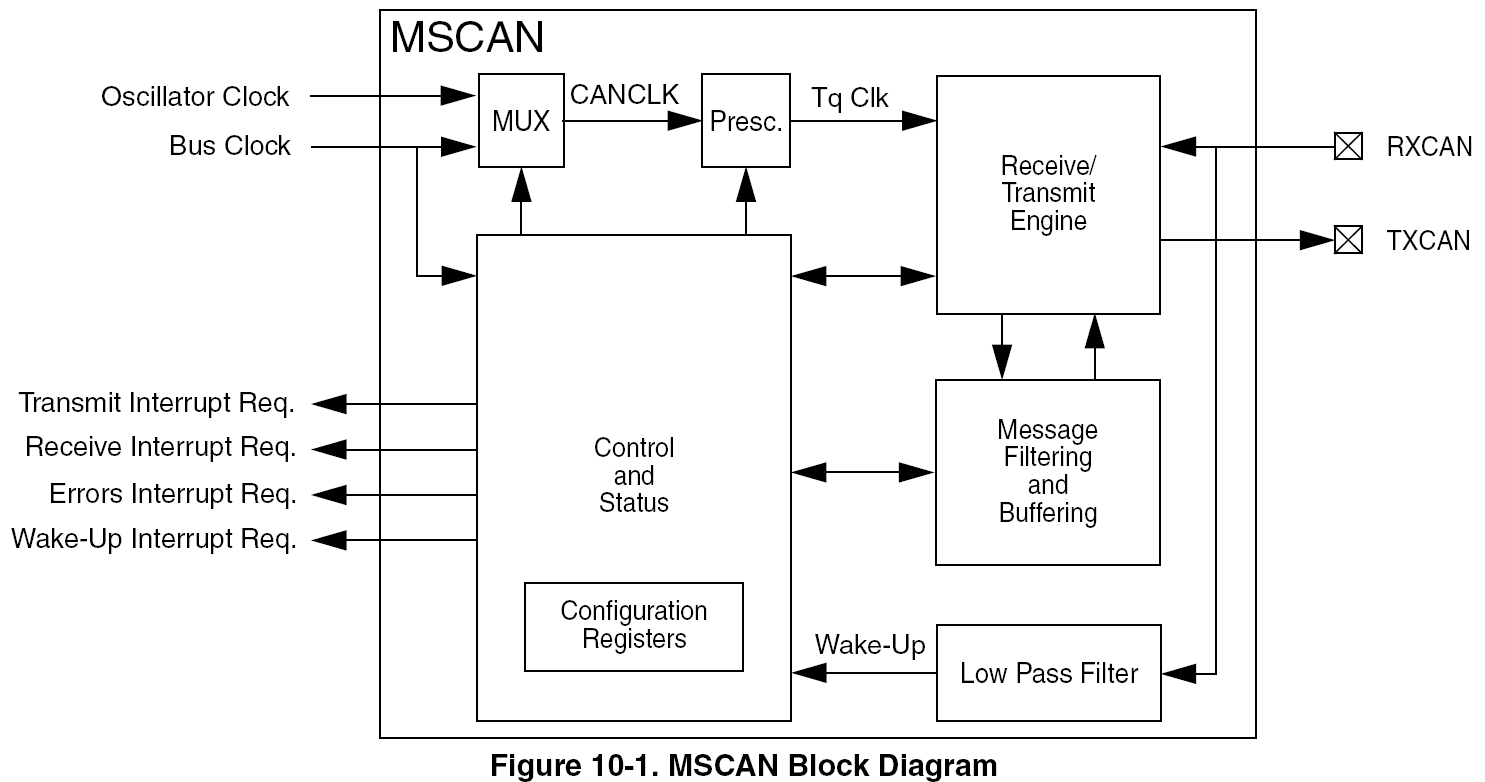 MSCAN
Oscillator Clock
Bus Clock
MUX
CANCLK
Presc.
Tq Clk
Receive/
Transmit
Engine
RXCAN
TXCAN
Transmit Interrupt Req.
Receive Interrupt Req.
Errors Interrupt Req.
Wake-Up Interrupt Req.
Control
and
Status
Configuration
Registers
Message
Filtering
and
Buffering
Wake-Up
Low Pass Filter
Figure 10-1. MSCAN Block Diagram